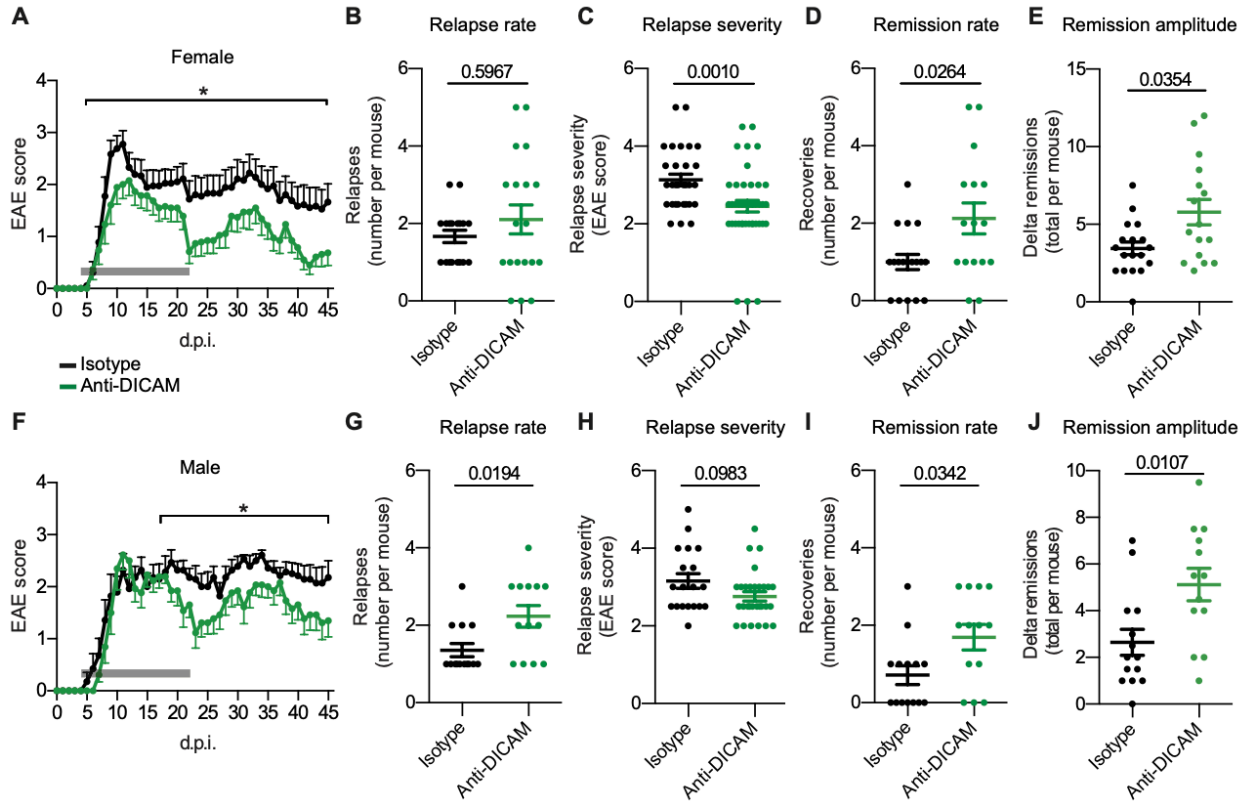 A
Female
4
3
2
1
0
EAE score
*
0 5 10 15 20 25 30 35 40 45
d.p.i.
Isotype
Anti-DICAM
B
Relapse rate
0.5967
6
4
2
0
Relapses
(number per mouse)
Isotype
Anti-DICAM
C
Relapse severity
0.0010
6
4
2
0
Relapse severity
(EAE score)
Isotype
Anti-DICAM
D
Remission rate
0.0264
6
4
2
0
Recoveries
(number per mouse)
Isotype
Anti-DICAM
E
Remission amplitude
0.0354
15
10
5
0
Delta remissions
(total per mouse)
Isotype
Anti-DICAM
F
Male
4
3
2
1
0
EAE score
*
0 5 10 15 20 25 30 35 40 45
d.p.i.
G
Relapse rate
0.0194
6
4
2
0
Relapses
(number per mouse)
Isotype
Anti-DICAM
H
Relapse severity
0.0983
6
4
2
0
Relapse severity
(EAE score)
Isotype
Anti-DICAM
I
Remission rate
0.0342
6
4
2
0
Recoveries
(number per mouse)
Isotype
Anti-DICAM
J
Remission amplitude
0.0107
10
8
6
4
2
0
Delta remissions
(total per mouse)
Isotype
Anti-DICAM